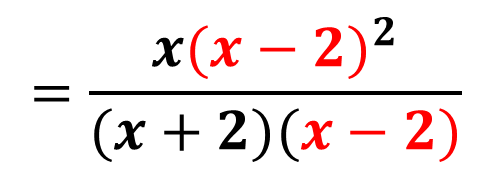 = x(x − 2)²
(x + 2)(x − 2)